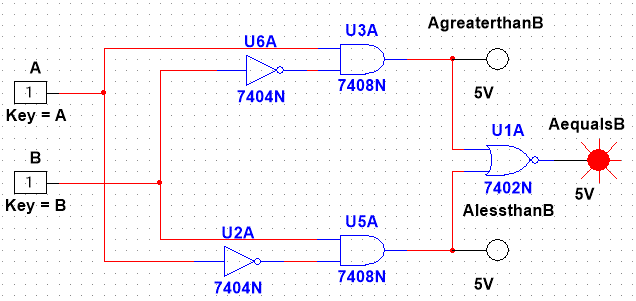 A
1
Key = A
B
1
Key = B
U6A
7404N
U3A
7408N
AgreaterthanB
5V
U1A
7402N
AequalsB
5V
U2A
7404N
U5A
7408N
AlessthanB
5V